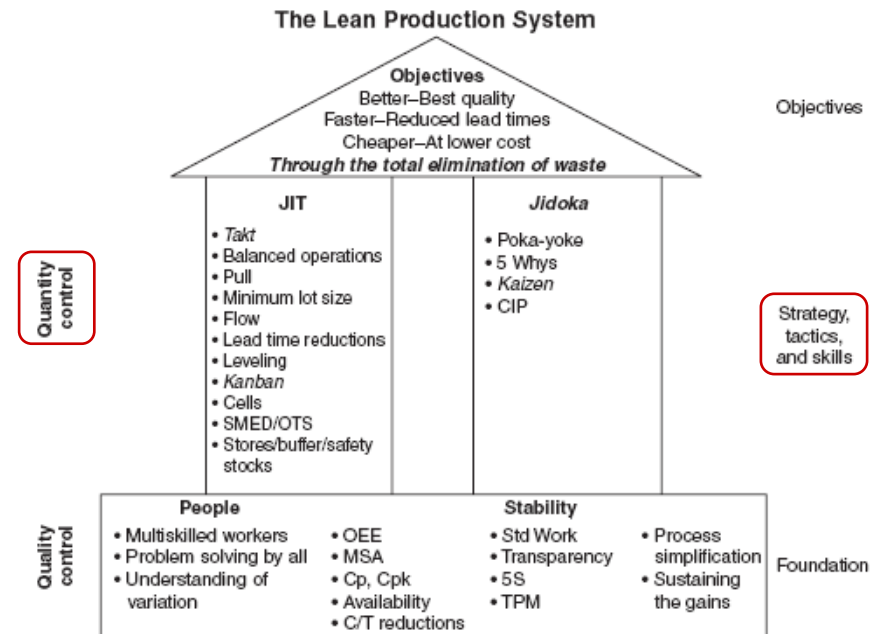 The Lean Production System
Objectives
Better–Best quality
Faster–Reduced lead times
Cheaper–At lower cost
Through the total elimination of waste
Objectives
JIT
• Takt
• Balanced operations
• Pull
• Minimum lot size
• Flow
• Lead time reductions
• Leveling
• Kanban
• Cells
• SMED/OTS
• Stores/buffer/safety
stocks
Jidoka
• Poka-yoke
• 5 Whys
• Kaizen
• CIP
Quantity
control
Strategy,
tactics,
and skills
People
• Multiskilled workers
• Problem solving by all
• Understanding of
variation
• OEE
• MSA
• Cp, Cpk
• Availability
• C/T reductions
Stability
• Std Work
• Transparency
• 5S
• TPM
• Process
simplification
• Sustaining
the gains
Quality
control
Foundation